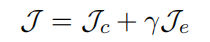 𝒥 = 𝒥_c + γ𝒥_e